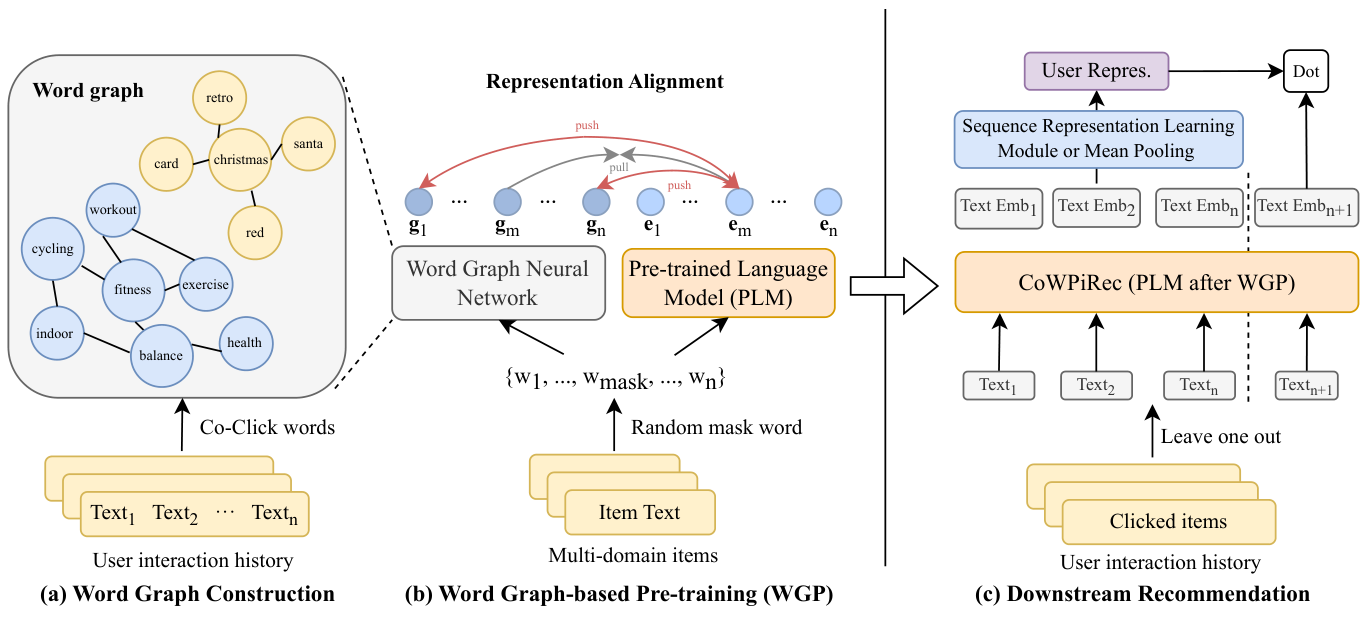 Word graph
retro
santa
card
christmas
red
workout
cycling
fitness
exercise
indoor
balance
health
Co-Click words
Text1 Text2 ··· Textn
User interaction history
(a) Word Graph Construction
Representation Alignment
push
pull
push
... ... ... ...
g1 gm gn e1 em en
Word Graph Neural
Network
Pre-trained Language
Model (PLM)
{w1, ..., wmask, ..., wn}
Random mask word
Item Text
Multi-domain items
(b) Word Graph-based Pre-training (WGP)
User Repres.
Dot
Sequence Representation Learning
Module or Mean Pooling
Text Emb1 Text Emb2 Text Embn Text Embn+1
CoWPiRec (PLM after WGP)
Text1 Text2 Textn Textn+1
Leave one out
Clicked items
User interaction history
(c) Downstream Recommendation